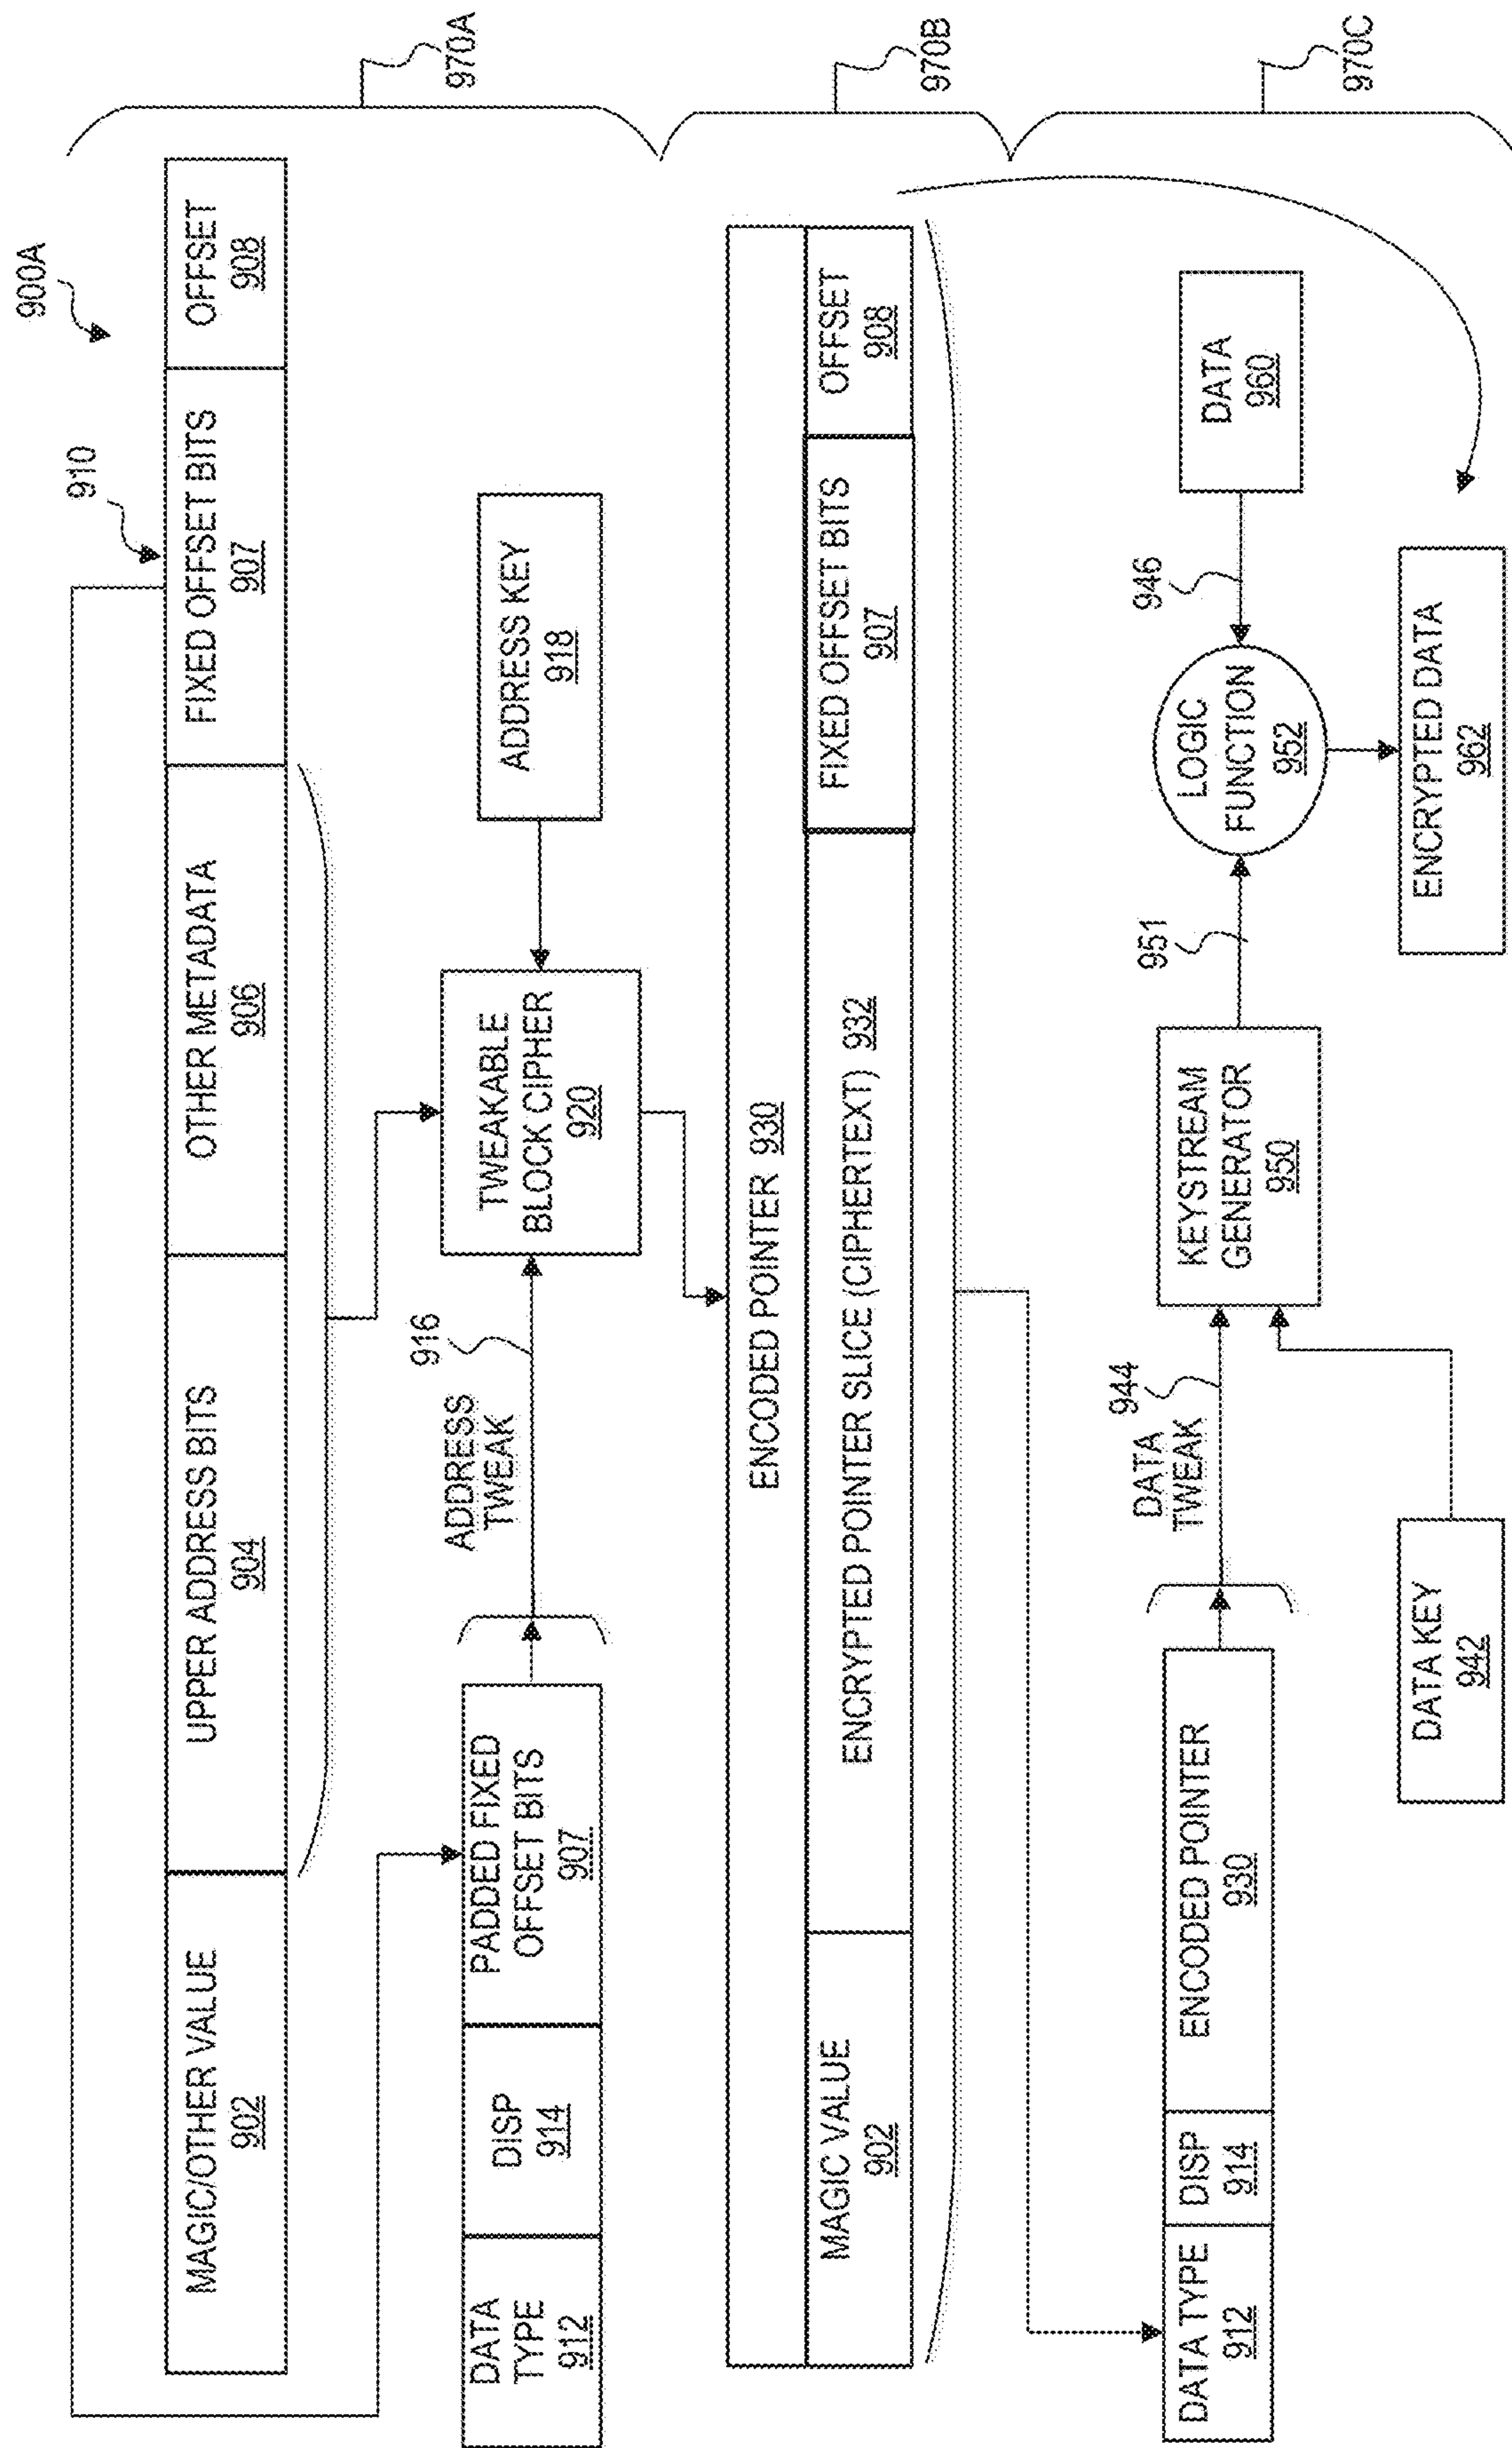 900A
910
MAGIC/OTHER VALUE
902
UPPER ADDRESS BITS
904
OTHER METADATA
906
FIXED OFFSET BITS
907
OFFSET
908
970A
DATA
TYPE
912
DISP
914
PADDED FIXED
OFFSET BITS
907
ADDRESS
TWEAK
916
TWEAKABLE
BLOCK CIPHER
920
ADDRESS KEY
918
ENCODED POINTER 930
MAGIC VALUE
902
ENCRYPTED POINTER SLICE (CIPHERTEXT) 932
FIXED OFFSET BITS
907
OFFSET
908
970B
DATA TYPE
912
DISP
914
ENCODED POINTER
930
DATA
TWEAK
944
KEYSTREAM
GENERATOR
950
951
LOGIC
FUNCTION
952
946
DATA
960
970C
DATA KEY
942
ENCRYPTED DATA
962